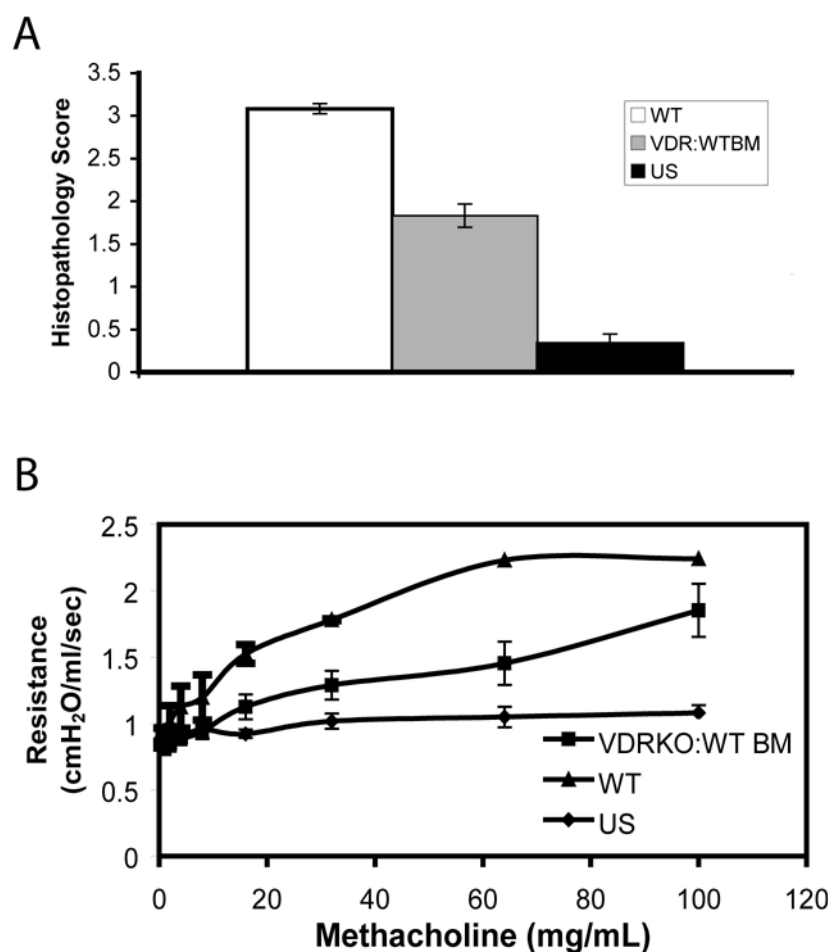 A
3.5
3
2.5
2
1.5
1
0.5
0
Histopathology Score
WT
VDR:WTBM
US
B
2.5
2
1.5
1
0.5
0
Resistance
(cmH₂O/ml/sec)
VDRKO:WT BM
WT
US
0 20 40 60 80 100 120
Methacholine (mg/mL)